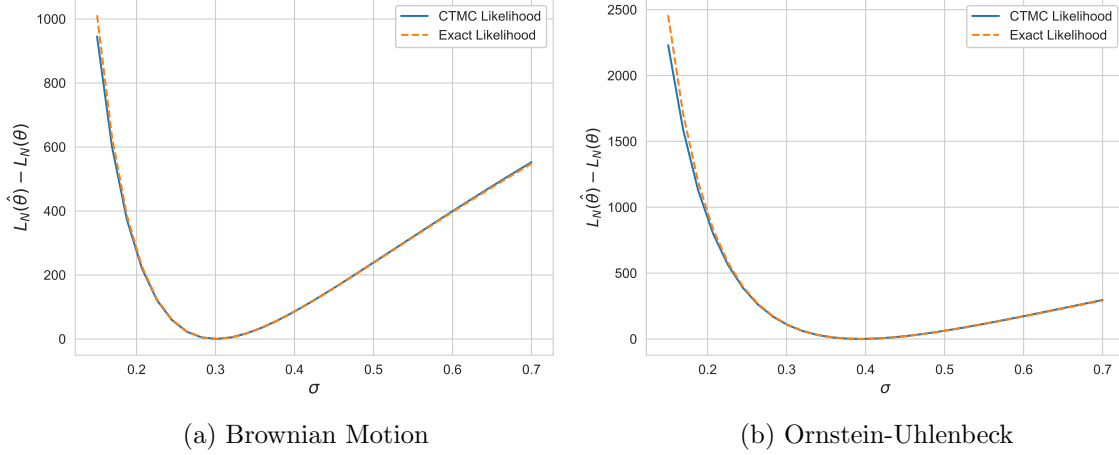 1000
800
600
400
200
0
L_N(θ̂) − L_N(θ)
CTMC Likelihood
Exact Likelihood
0.2 0.3 0.4 0.5 0.6 0.7
σ
(a) Brownian Motion
2500
2000
1500
1000
500
0
L_N(θ̂) − L_N(θ)
CTMC Likelihood
Exact Likelihood
0.2 0.3 0.4 0.5 0.6 0.7
σ
(b) Ornstein-Uhlenbeck